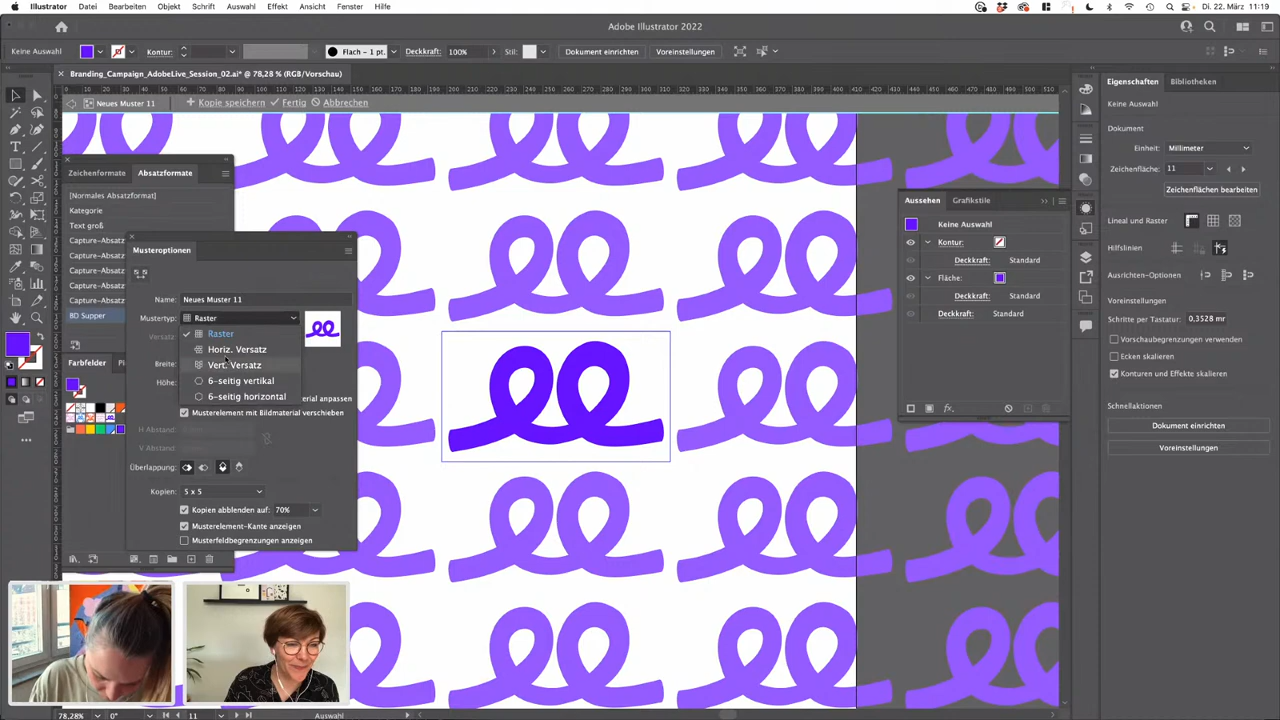 Illustrator Datei Bearbeiten Objekt Schrift Auswahl Effekt Ansicht Fenster Hilfe Di. 22. März 11:19
Adobe Illustrator 2022
Keine Auswahl Kontur: Flach – 1 pt. Deckkraft: 100% Stil: Dokument einrichten Voreinstellungen
Branding_Campaign_AdobeLive_Session_02.ai* @ 78,28 % (RGB/Vorschau)
Neues Muster 11 Kopie speichern Fertig Abbrechen
Zeichenformate Absatzformate
[Normales Absatzformat]
Kategorie
Text groß
Capture-Absatz
Capture-Absatz
Capture-Absatz
Capture-Absatz
Capture-Absatz
BD Supper
Farbfelder
Musteroptionen
Name: Neues Muster 11
Mustertyp: Raster
Versatz:
Raster
Horiz. Versatz
Vert. Versatz
6-seitig vertikal
6-seitig horizontal
Breite:
Höhe:
material anpassen
Musterelement mit Bildmaterial verschieben
H Abstand:
V Abstand:
Überlappung:
Kopien: 5 x 5
Kopien abblenden auf: 70%
Musterelement-Kante anzeigen
Musterfeldbegrenzungen anzeigen
Aussehen Grafikstile
Keine Auswahl
Kontur:
Deckkraft: Standard
Fläche:
Deckkraft: Standard
Deckkraft: Standard
Eigenschaften Bibliotheken
Keine Auswahl
Dokument
Einheit: Millimeter
Zeichenfläche: 11
Zeichenflächen bearbeiten
Lineal und Raster
Hilfslinien
Ausrichten-Optionen
Voreinstellungen
Schritte per Tastatur: 0,3528 mr
Vorschaubegrenzungen verwenden
Ecken skalieren
Konturen und Effekte skalieren
Schnellaktionen
Dokument einrichten
Voreinstellungen
78,28% 0° 11 Auswahl